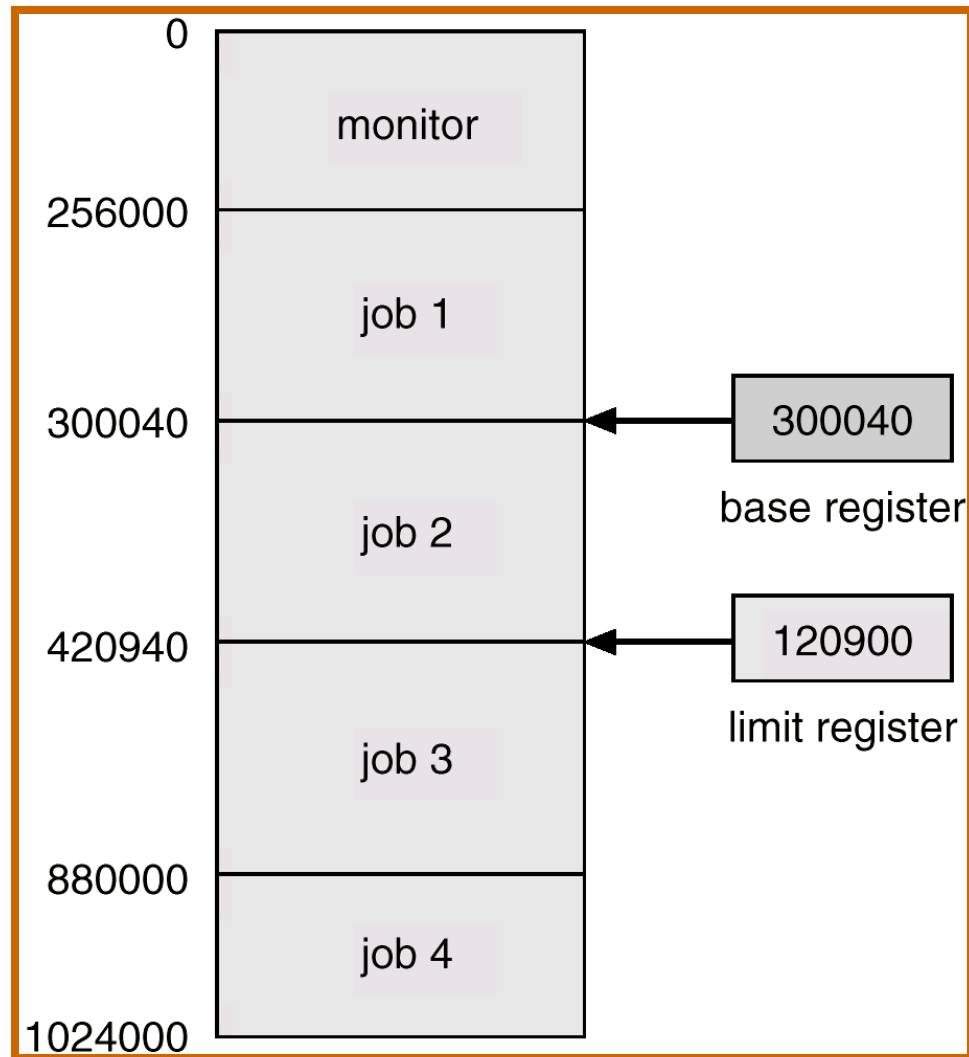 0
monitor
256000
job 1
300040
300040
base register
job 2
420940
120900
limit register
job 3
880000
job 4
1024000